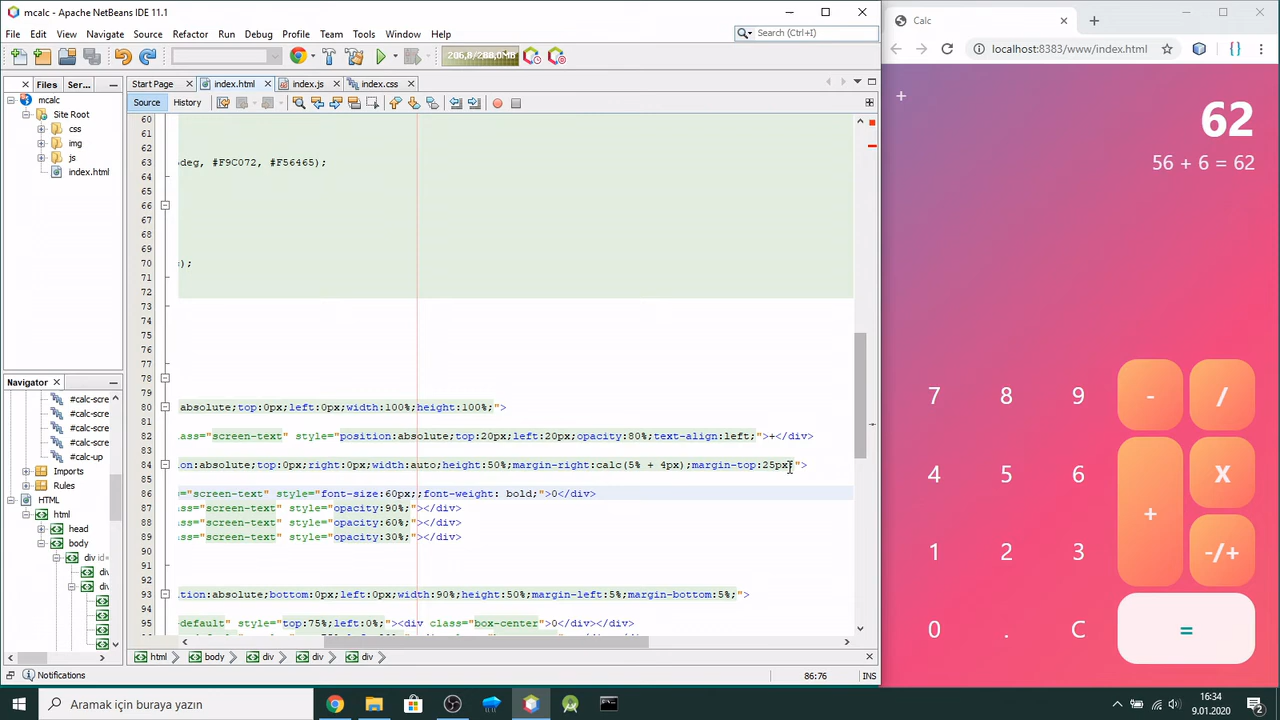 mcalc - Apache NetBeans IDE 11.1
File Edit View Navigate Source Refactor Run Debug Profile Team Tools Window Help
Search (Ctrl+I)
Files Ser...
mcalc
Site Root
css
img
js
index.html
Start Page index.html index.js index.css
Source History
60
61
62
63 odeg, #F9C072, #F56465);
64
65
66
67
68
69
70 );
71
72
73
74
75
76
77
78
79
80 absolute;top:0px;left:0px;width:100%;height:100%;">
81
82 lass="screen-text" style="position:absolute;top:20px;left:20px;opacity:80%;text-align:left;">+</div>
83
84 on:absolute;top:0px;right:0px;width:auto;height:50%;margin-right:calc(5% + 4px);margin-top:25px;">
85
86 ="screen-text" style="font-size:60px;;font-weight: bold;">0</div>
87 ass="screen-text" style="opacity:90%;"></div>
88 ass="screen-text" style="opacity:60%;"></div>
89 ass="screen-text" style="opacity:30%;"></div>
90
91
92
93 tion:absolute;bottom:0px;left:0px;width:90%;height:50%;margin-left:5%;margin-bottom:5%;">
94
95 default" style="top:75%;left:0%;"><div class="box-center">0</div></div>
Navigator
#calc-scre
#calc-scre
#calc-scre
#calc-scre
#calc-up
Imports
Rules
HTML
html
head
body
div id=
div
div
html body div div div
Notifications
86:76 INS
Calc
localhost:8383/www/index.html
+
62
56 + 6 = 62
7 8 9 - /
4 5 6 + X
1 2 3 -/+
0 . C =
Aramak için buraya yazın
16:34
9.01.2020
2